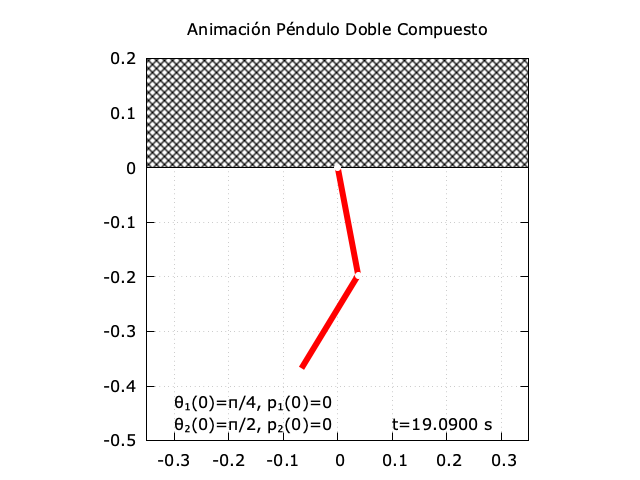 Animación Péndulo Doble Compuesto
0.2
0.1
0
-0.1
-0.2
-0.3
-0.4
-0.5
θ₁(0)=π/4, p₁(0)=0
θ₂(0)=π/2, p₂(0)=0
t=19.0900 s
-0.3 -0.2 -0.1 0 0.1 0.2 0.3